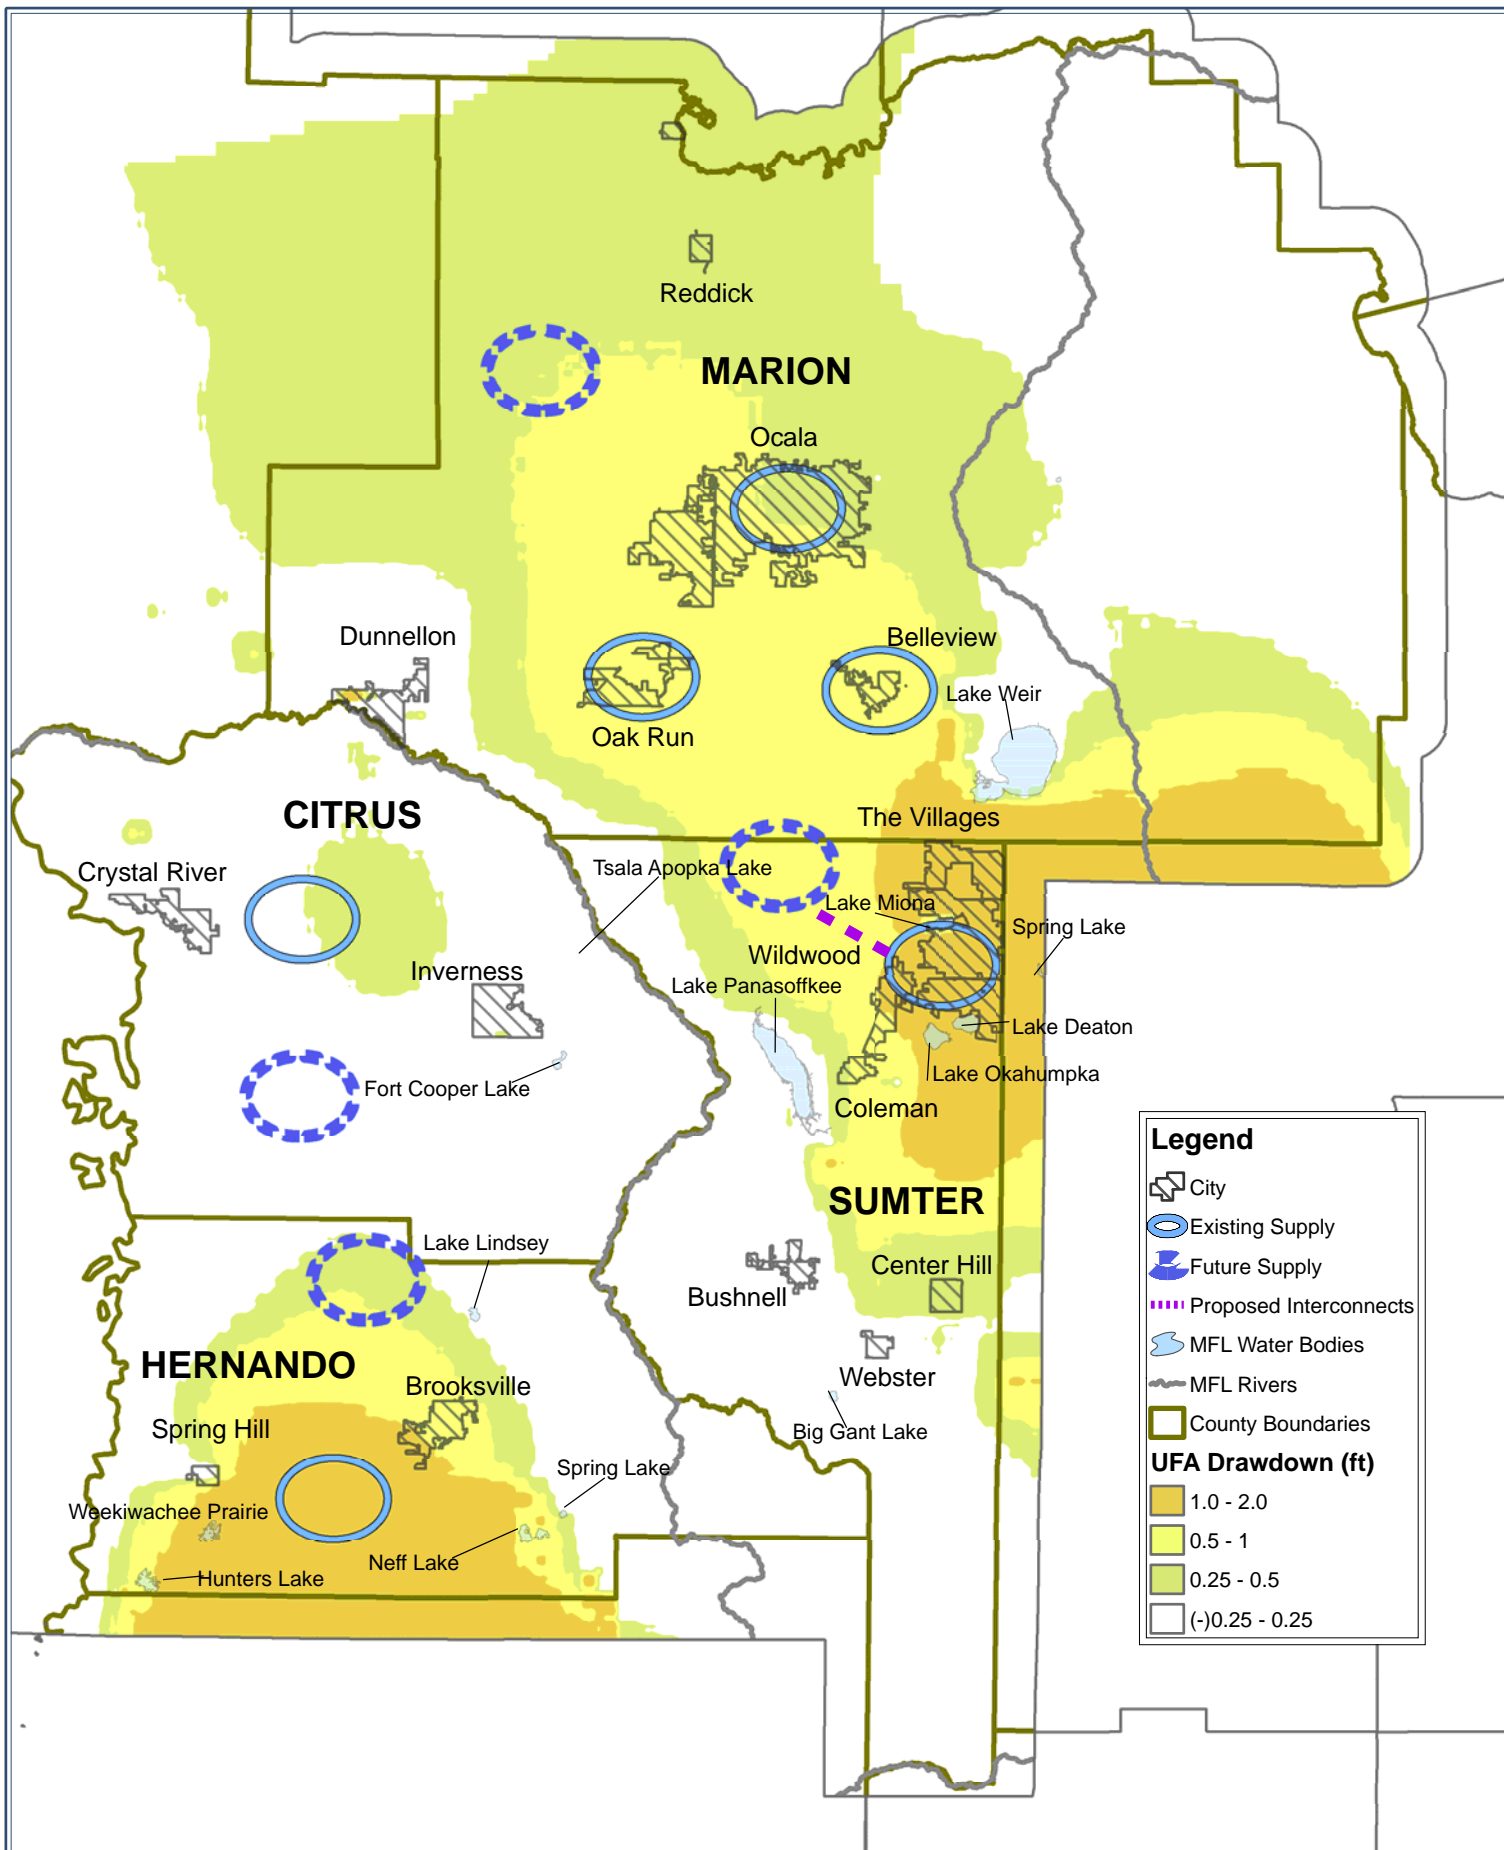 Reddick
MARION
Ocala
Dunnellon
Belleview
Lake Weir
Oak Run
CITRUS
The Villages
Crystal River
Tsala Apopka Lake
Lake Miona
Spring Lake
Wildwood
Inverness
Lake Panasoffkee
Lake Deaton
Lake Okahumpka
Fort Cooper Lake
Coleman
SUMTER
Lake Lindsey
Center Hill
Bushnell
HERNANDO
Webster
Brooksville
Spring Hill
Big Gant Lake
Spring Lake
Weekiwachee Prairie
Neff Lake
Hunters Lake
Legend
City
Existing Supply
Future Supply
Proposed Interconnects
MFL Water Bodies
MFL Rivers
County Boundaries
UFA Drawdown (ft)
1.0 - 2.0
0.5 - 1
0.25 - 0.5
(-)0.25 - 0.25